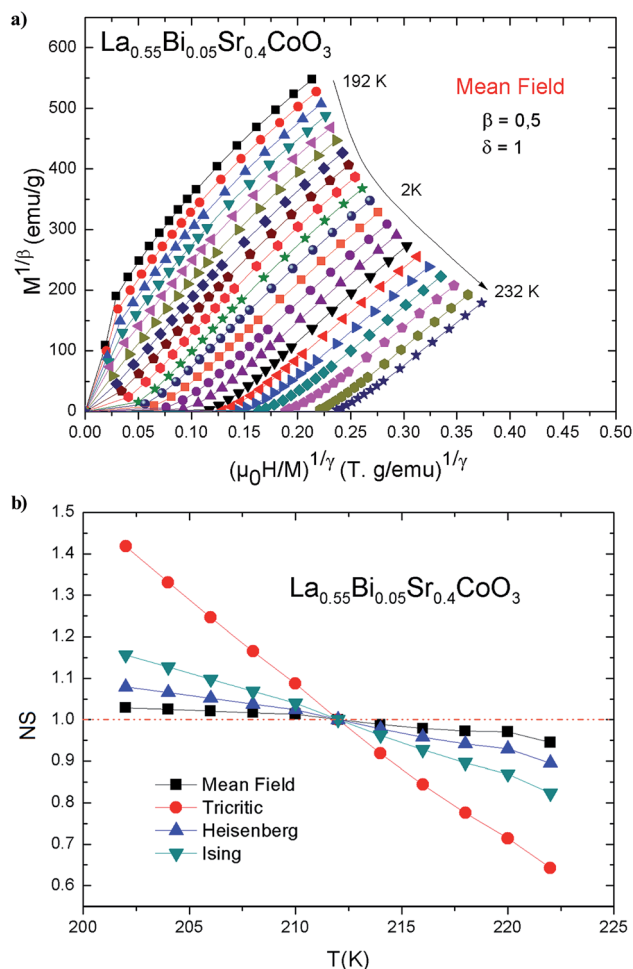 a)
La0.55Bi0.05Sr0.4CoO3
192 K
Mean Field
β = 0,5
δ = 1
2K
232 K
600
500
400
300
200
100
0
M1/β (emu/g)
0.00 0.05 0.10 0.15 0.20 0.25 0.30 0.35 0.40 0.45 0.50
(μ0H/M)1/γ (T. g/emu)1/γ
b)
La0.55Bi0.05Sr0.4CoO3
1.5
1.4
1.3
1.2
1.1
1.0
0.9
0.8
0.7
0.6
NS
Mean Field
Tricritic
Heisenberg
Ising
200 205 210 215 220 225
T(K)